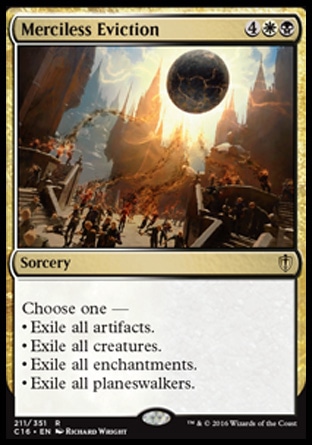 Merciless Eviction 4
Sorcery
Choose one —
• Exile all artifacts.
• Exile all creatures.
• Exile all enchantments.
• Exile all planeswalkers.
211/351 R
C16 • EN RICHARD WRIGHT
™ & © 2016 Wizards of the Coast